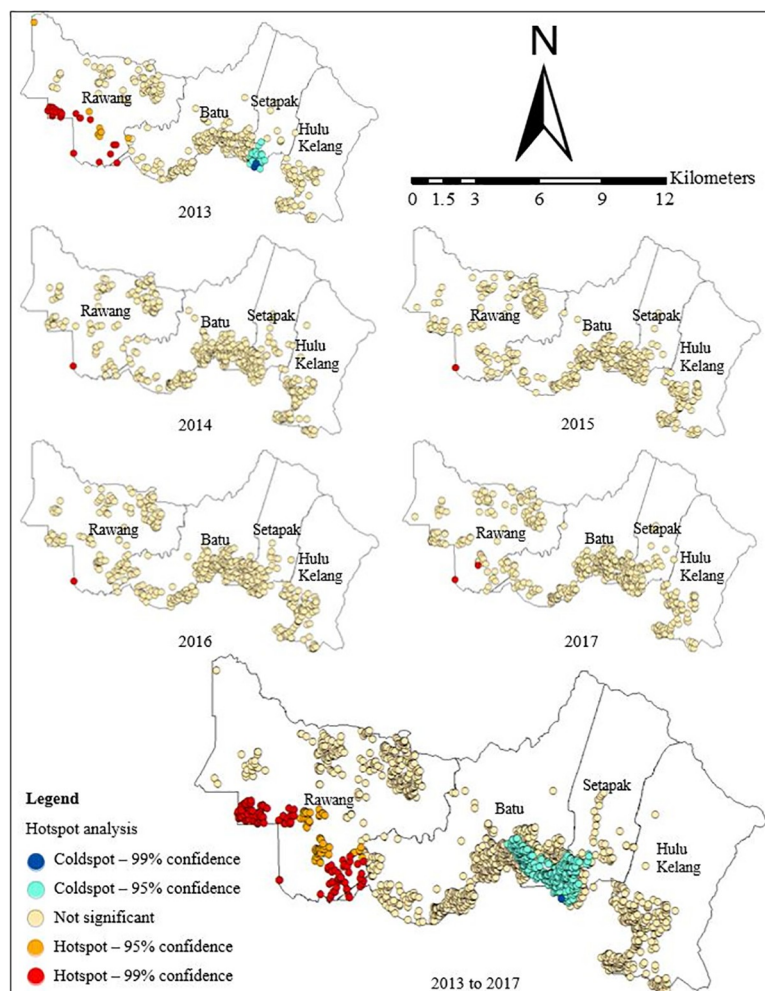 N
Kilometers
0 1.5 3 6 9 12
Rawang
Batu
Setapak
Hulu
Kelang
2013
Rawang
Batu
Setapak
Hulu
Kelang
2014
Rawang
Batu
Setapak
Hulu
Kelang
2015
Rawang
Batu
Setapak
Hulu
Kelang
2016
Rawang
Batu
Setapak
Hulu
Kelang
2017
Rawang
Batu
Setapak
Hulu
Kelang
2013 to 2017
Legend
Hotspot analysis
Coldspot – 99% confidence
Coldspot – 95% confidence
Not significant
Hotspot – 95% confidence
Hotspot – 99% confidence